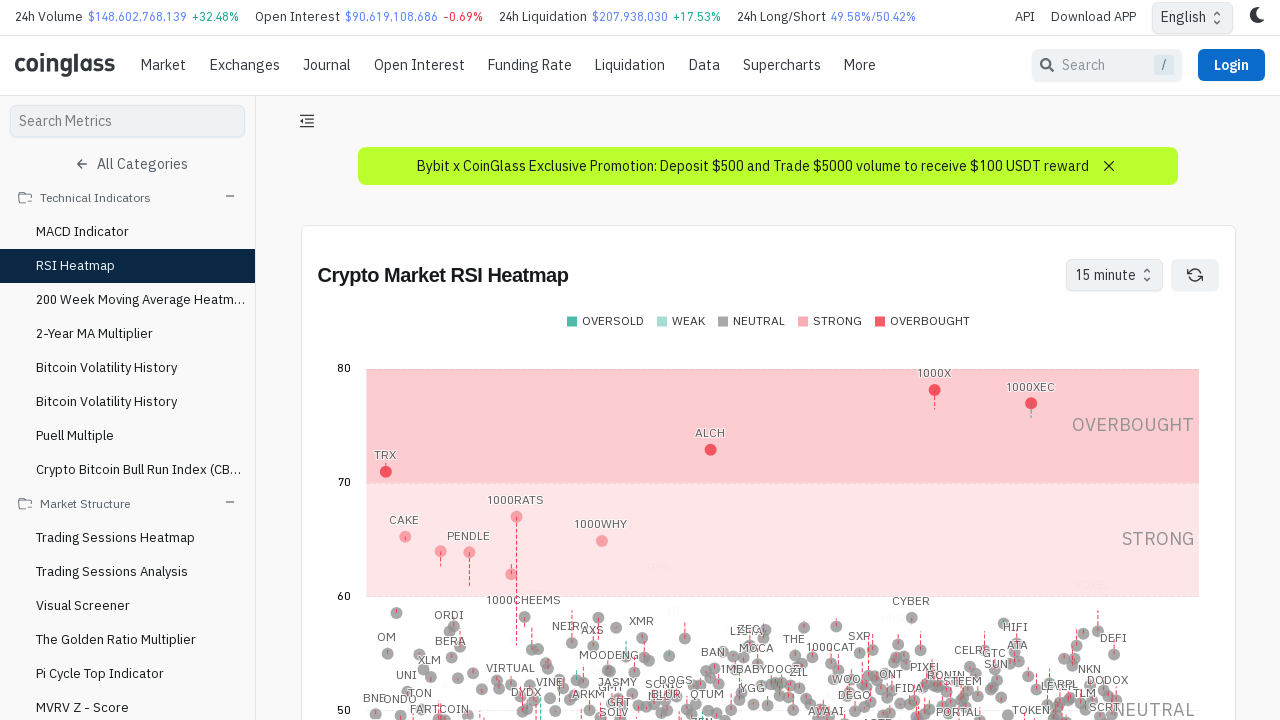 24h Volume $148,602,768,139 +32.48% Open Interest $90,619,108,686 -0.69% 24h Liquidation $207,938,030 +17.53% 24h Long/Short 49.58%/50.42% API Download APP English
coinglass Market Exchanges Journal Open Interest Funding Rate Liquidation Data Supercharts More Search / Login
Search Metrics
All Categories
Technical Indicators
MACD Indicator
RSI Heatmap
200 Week Moving Average Heatm...
2-Year MA Multiplier
Bitcoin Volatility History
Bitcoin Volatility History
Puell Multiple
Crypto Bitcoin Bull Run Index (CB...
Market Structure
Trading Sessions Heatmap
Trading Sessions Analysis
Visual Screener
The Golden Ratio Multiplier
Pi Cycle Top Indicator
MVRV Z - Score
Bybit x CoinGlass Exclusive Promotion: Deposit $500 and Trade $5000 volume to receive $100 USDT reward
Crypto Market RSI Heatmap
15 minute
OVERSOLD WEAK NEUTRAL STRONG OVERBOUGHT
80
1000X
1000XEC
OVERBOUGHT
ALCH
TRX
70
1000RATS
CAKE
1000WHY
PENDLE
STRONG
60
1000CHEEMS
CYBER
ORDI
XMR
NEIRO
AXS
HIFI
OM
BERA
THE
SXP
DEFI
1000CAT
ATA
BAN
MOCA
CELR
GTC
MOODENG
XLM
SUN
VIRTUAL
1MBABYDOGE
ZIL
PIXEL
NKN
UNI
RONIN
WOO
ONT
VINE
JASMY
DOGS
STEEM
DODOX
YGG
FIDA
TON
DYDX
ARKM
BLUR
QTUM
DEGO
TLM
BNB
ONDO
GRT
SCRT
FARTCOIN
PORTAL
TOKEN
50
NEUTRAL